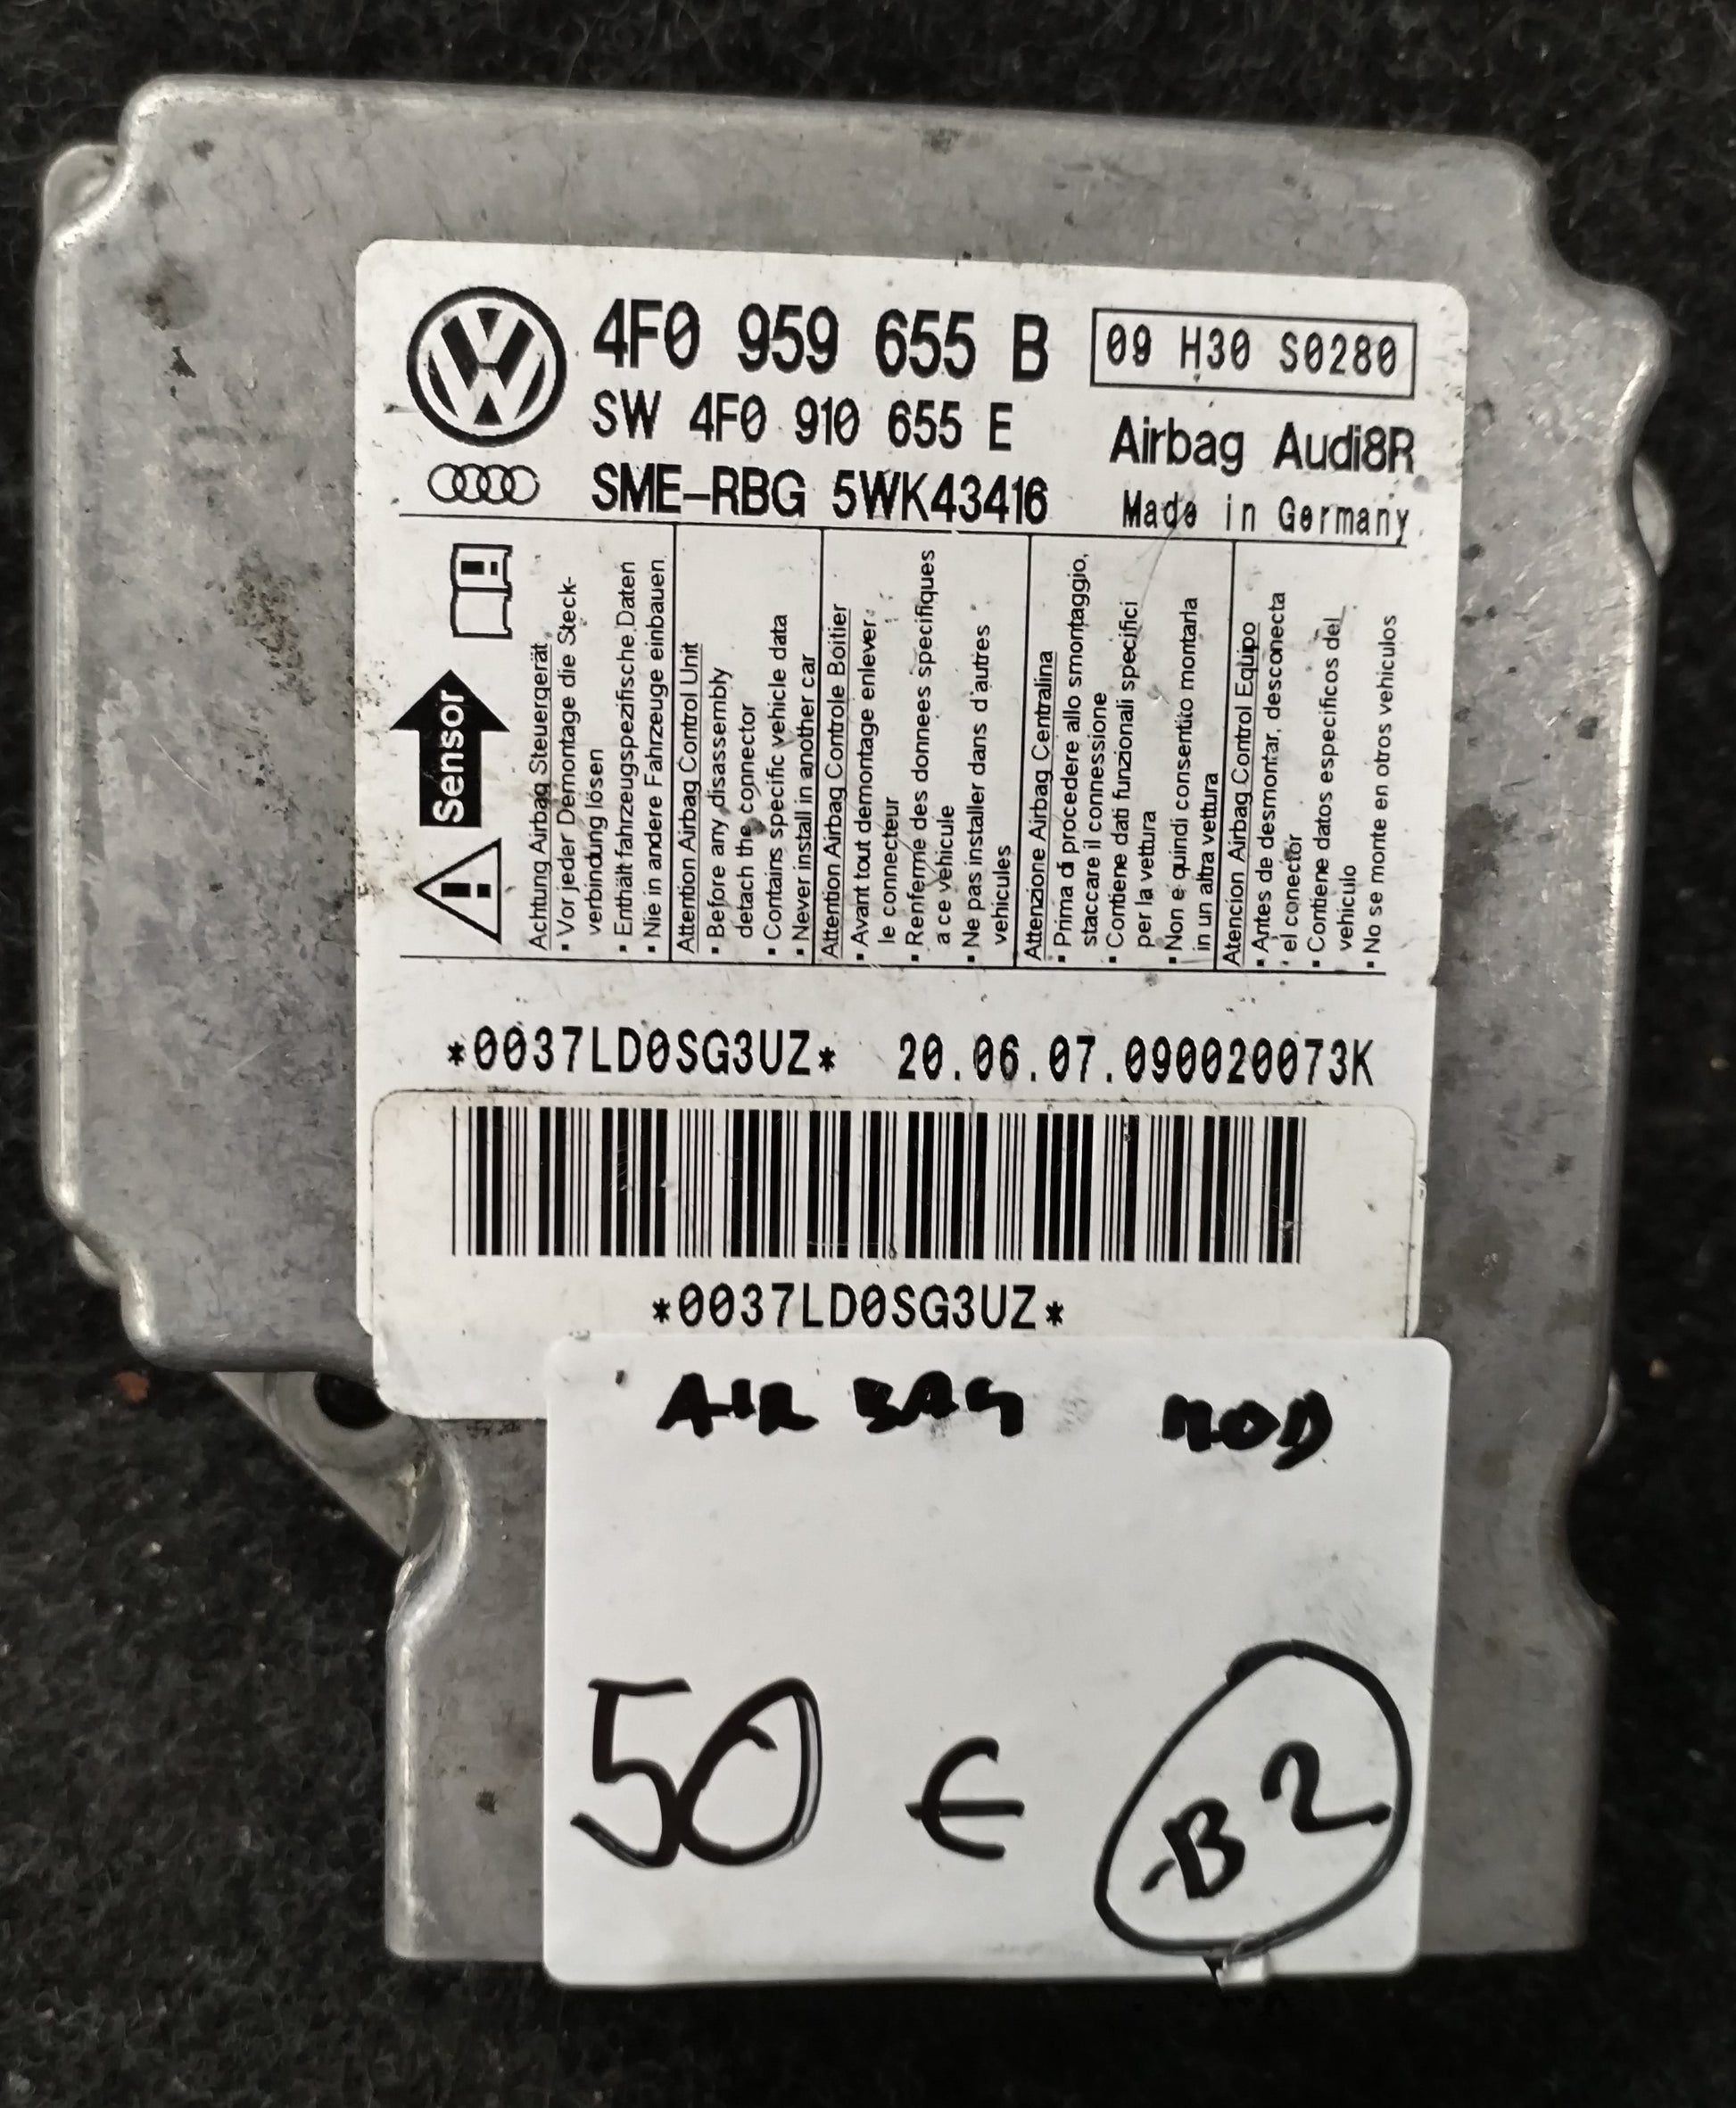 4F0 959 655 B
09 H30 S0280
SW 4F0 910 655 E
Airbag Audi8R
SME-RBG 5WK43416
Made in Germany
Sensor
Achtung Airbag Steuergerät
▪ Vor jeder Demontage die Steck-
verbindung lösen
▪ Enthält fahrzeugspezifische Daten
▪ Nie in andere Fahrzeuge einbauen
Attention Airbag Control Unit
▪ Before any disassembly
detach the connector
▪ Contains specific vehicle data
▪ Never install in another car
Attention Airbag Controle Boitier
▪ Avant tout demontage enlever
le connecteur
▪ Renferme des donnees specifiques
a ce vehicule
▪ Ne pas installer dans d'autres
vehicules
Attenzione Airbag Centralina
▪ Prima di procedere allo smontaggio,
staccare il connessione
▪ Contiene dati funzionali specifici
per la vettura
▪ Non e quindi consentito montarla
in un altra vettura
Atencion Airbag Control Equipo
▪ Antes de desmontar, desconecta
el conector
▪ Contiene datos especificos del
vehiculo
▪ No se monte en otros vehiculos
*0037LD0SG3UZ* 20.06.07.090020073K
*0037LD0SG3UZ*
AIR BAG MOD
50 €
B2